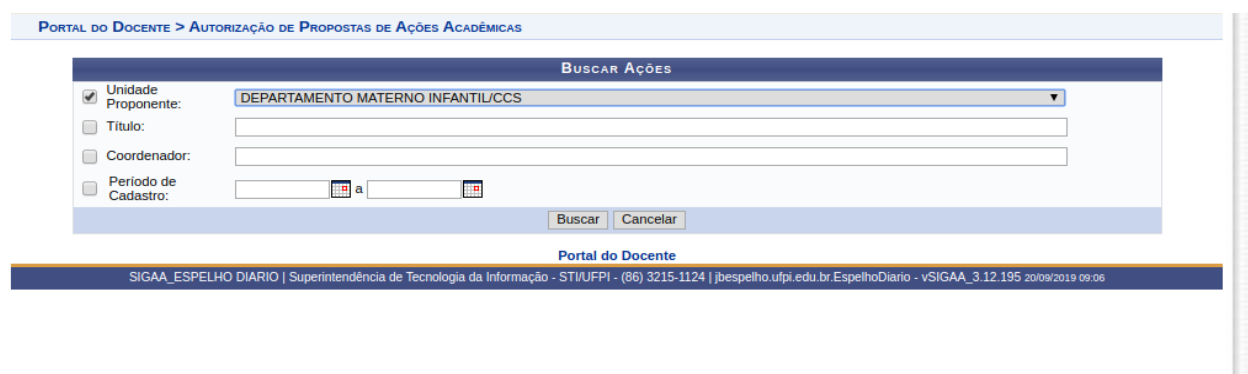 Portal do Docente > Autorização de Propostas de Ações Acadêmicas
Buscar Ações
Unidade
Proponente:
DEPARTAMENTO MATERNO INFANTIL/CCS
Título:
Coordenador:
Período de
Cadastro:
a
Buscar Cancelar
Portal do Docente
SIGAA_ESPELHO DIARIO | Superintendência de Tecnologia da Informação - STI/UFPI - (86) 3215-1124 | jbespelho.ufpi.edu.br.EspelhoDiario - vSIGAA_3.12.195 20/09/2019 09:06